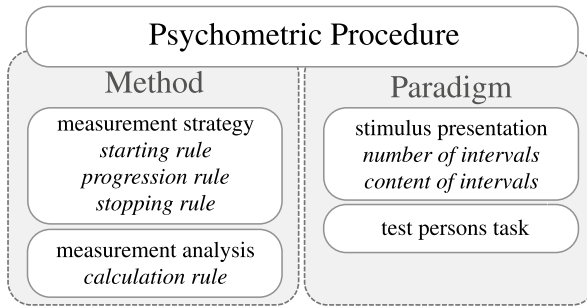 Psychometric Procedure
Method
measurement strategy
starting rule
progression rule
stopping rule
measurement analysis
calculation rule
Paradigm
stimulus presentation
number of intervals
content of intervals
test persons task